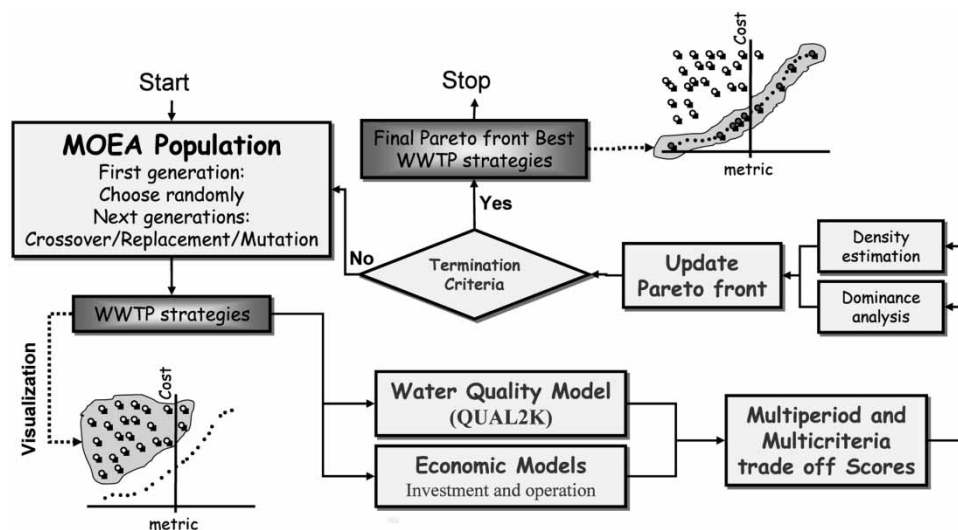 Start
MOEA Population
First generation:
Choose randomly
Next generations:
Crossover/Replacement/Mutation
WWTP strategies
Visualization
Cost
metric
Stop
Final Pareto front Best
WWTP strategies
Cost
metric
Yes
No
Termination
Criteria
Update
Pareto front
Density
estimation
Dominance
analysis
Water Quality Model
(QUAL2K)
Economic Models
Investment and operation
Multiperiod and
Multicriteria
trade off Scores